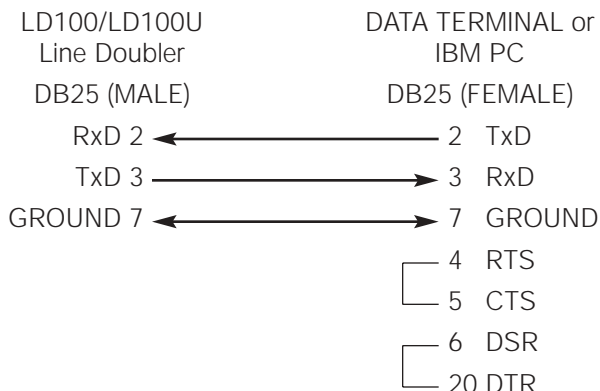 LD100/LD100U DATA TERMINAL or
Line Doubler IBM PC
DB25 (MALE) DB25 (FEMALE)
RxD 2 2 TxD
TxD 3 3 RxD
GROUND 7 7 GROUND
4 RTS
5 CTS
6 DSR
20 DTR